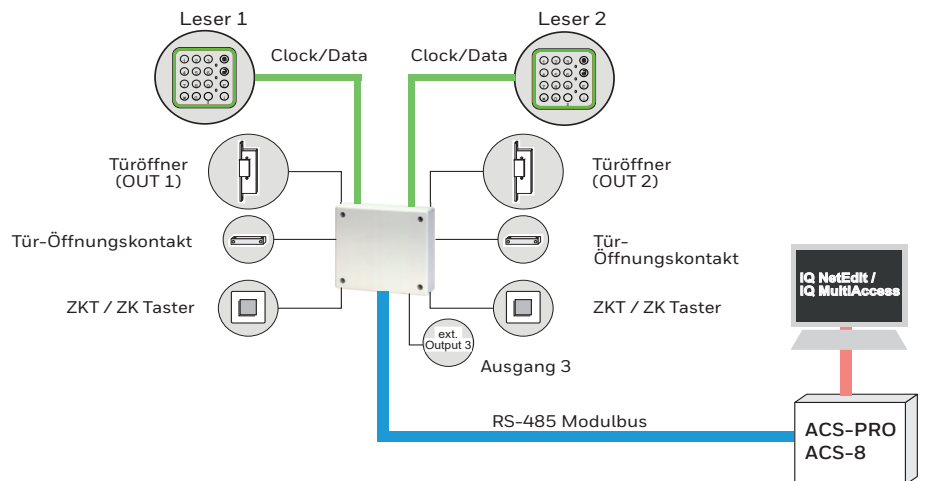 Leser 1
Leser 2
Clock/Data
Clock/Data
Türöffner
(OUT 1)
Türöffner
(OUT 2)
Tür-Öffnungskontakt
Tür-
Öffnungskontakt
ZKT / ZK Taster
ZKT / ZK Taster
ext.
Output 3
Ausgang 3
IQ NetEdit /
IQ MultiAccess
RS-485 Modulbus
ACS-PRO
ACS-8